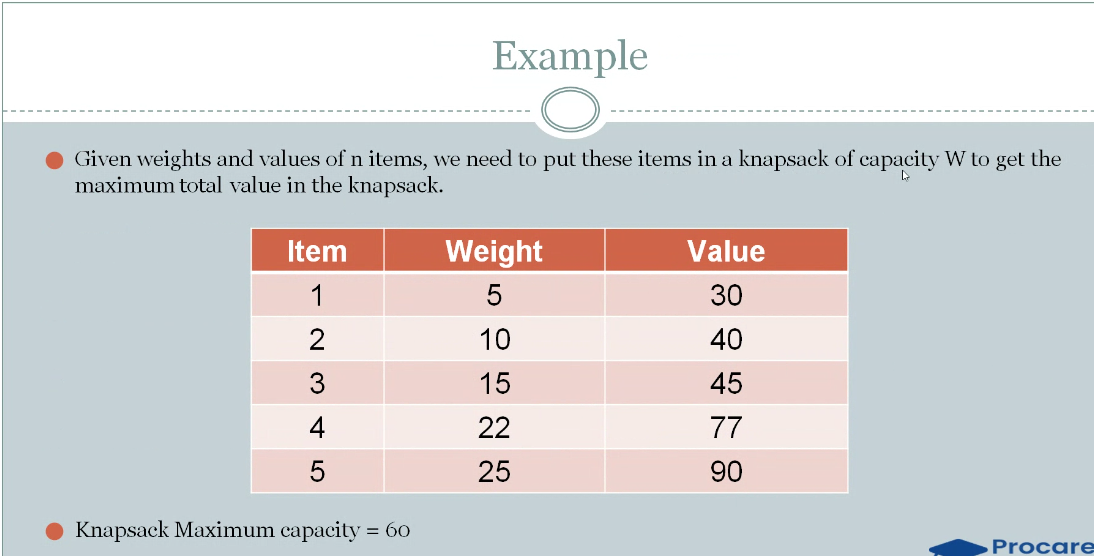 Example
Given weights and values of n items, we need to put these items in a knapsack of capacity W to get the
maximum total value in the knapsack.
Item Weight Value
1 5 30
2 10 40
3 15 45
4 22 77
5 25 90
Knapsack Maximum capacity = 60
Procare